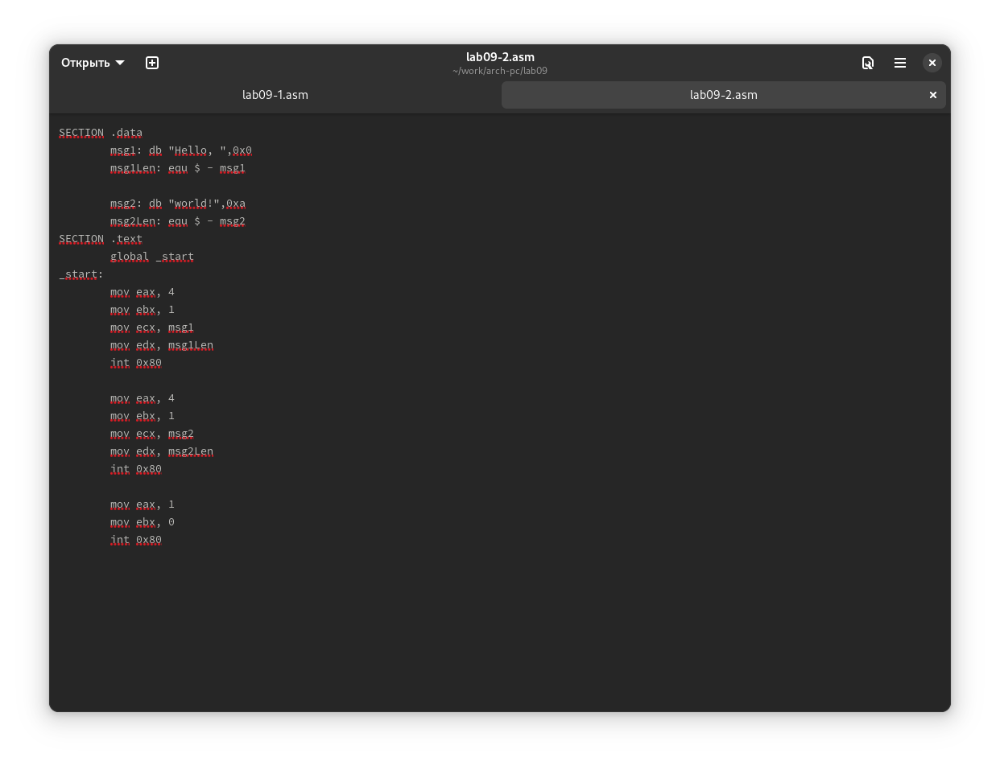 Открыть
lab09-2.asm
~/work/arch-pc/lab09
lab09-1.asm
lab09-2.asm
SECTION .data
msg1: db "Hello, ",0x0
msg1Len: equ $ - msg1
msg2: db "world!",0xa
msg2Len: equ $ - msg2
SECTION .text
global _start
_start:
mov eax, 4
mov ebx, 1
mov ecx, msg1
mov edx, msg1Len
int 0x80
mov eax, 4
mov ebx, 1
mov ecx, msg2
mov edx, msg2Len
int 0x80
mov eax, 1
mov ebx, 0
int 0x80